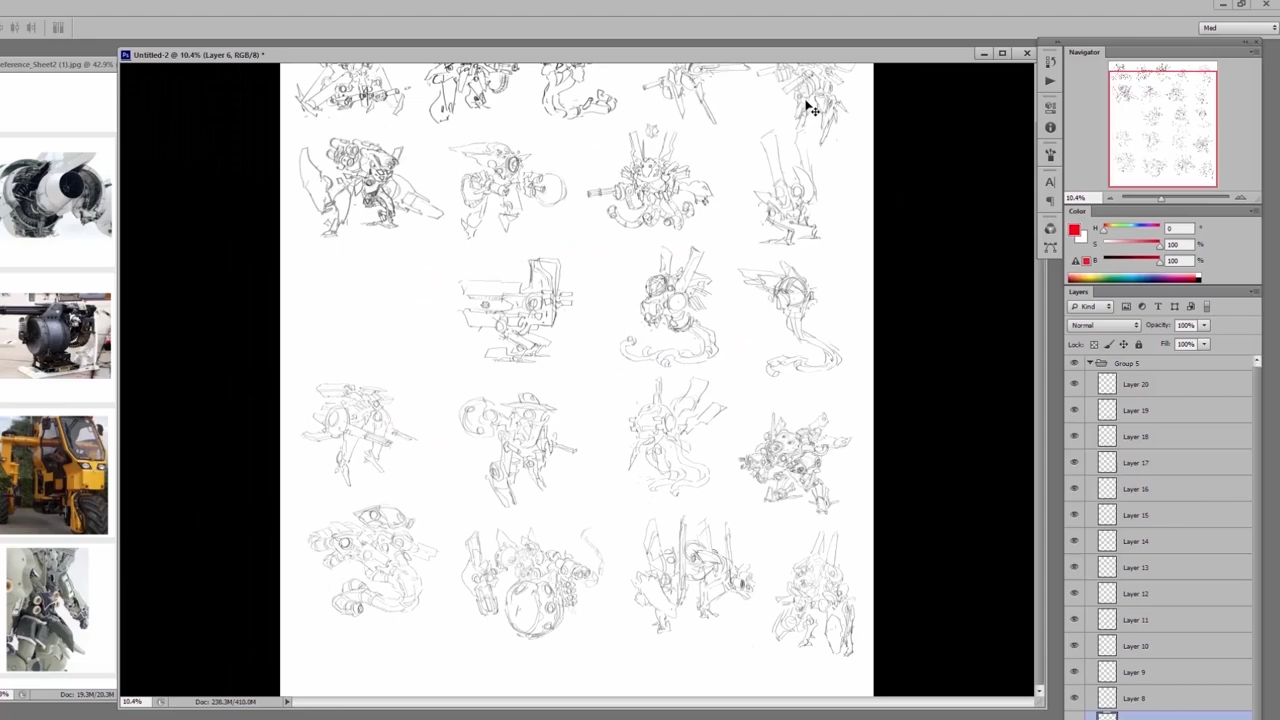 Med
eference_Sheet2 (1).jpg @ 42.9%
Untitled-2 @ 10.4% (Layer 6, RGB/8) *
Navigator
10.4%
Color
H 0 °
S 100 %
B 100 %
Layers
Kind
Normal Opacity: 100%
Lock: Fill: 100%
Group 5
Layer 20
Layer 19
Layer 18
Layer 17
Layer 16
Layer 15
Layer 14
Layer 13
Layer 12
Layer 11
Layer 10
Layer 9
Layer 8
Doc: 19.3M/20.3M
10.4% Doc: 238.3M/410.0M